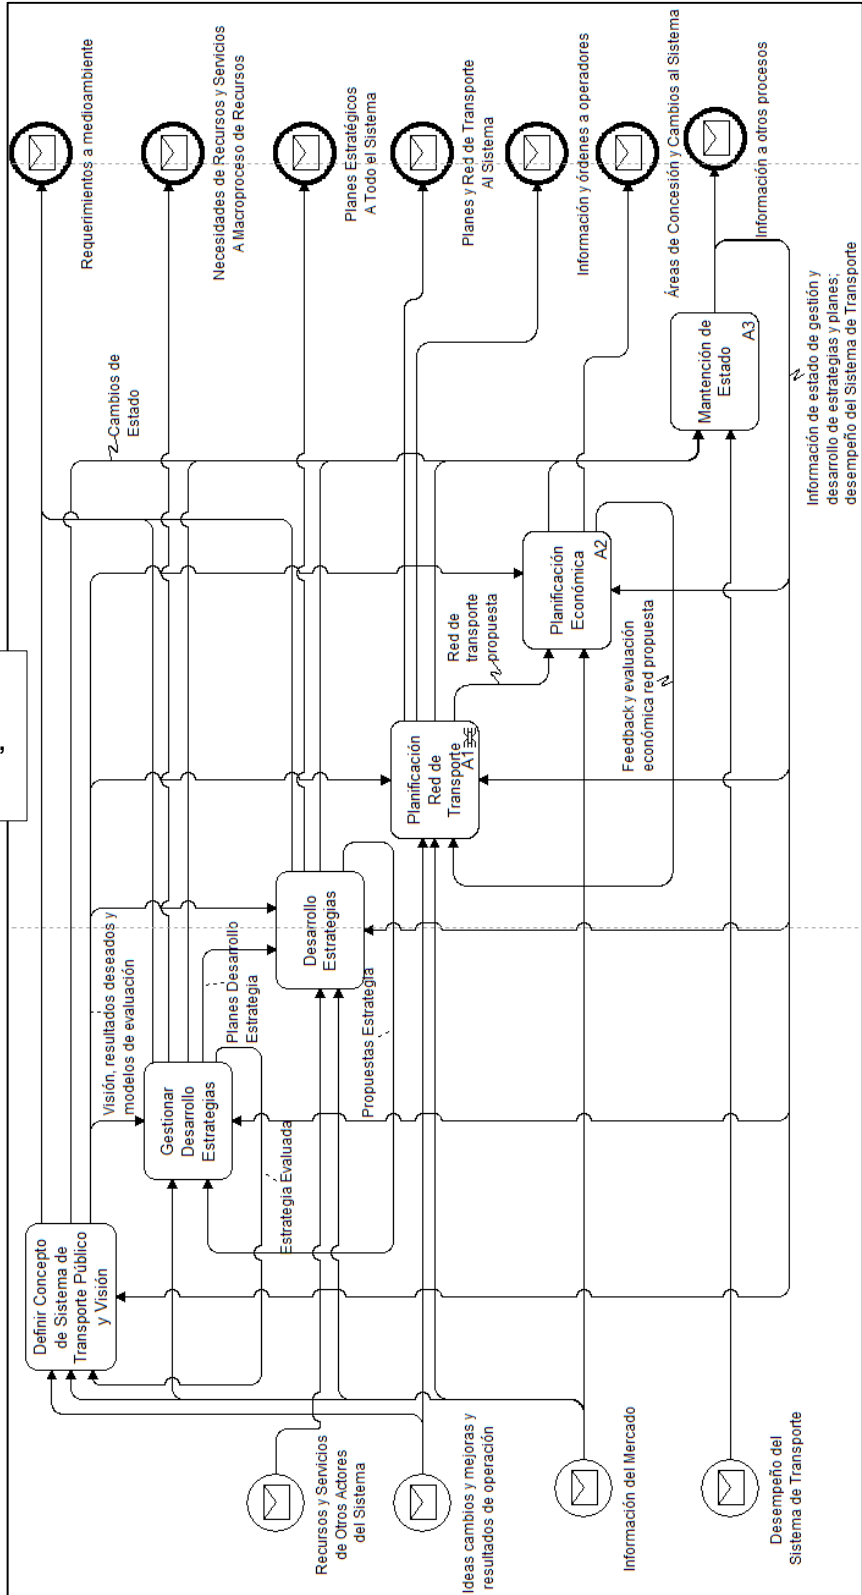 Requerimientos a medioambiente
Necesidades de Recursos y Servicios
A Macroproceso de Recursos
Planes Estratégicos
A Todo el Sistema
Planes y Red de Transporte
Al Sistema
Información y órdenes a operadores
Áreas de Concesión y Cambios al Sistema
Información a otros procesos
Cambios de
Estado
Definir Concepto
de Sistema de
Transporte Público
y Visión
Visión, resultados deseados y
modelos de evaluación
Gestionar
Desarrollo
Estrategias
Planes Desarrollo
Estrategia
Estrategia Evaluada
Desarrollo
Estrategias
Propuestas Estrategia
Planificación
Red de
Transporte
A1
Red de
transporte
propuesta
Planificación
Económica
A2
Feedback y evaluación
económica red propuesta
Mantención de
Estado
A3
Información de estado de gestión y
desarrollo de estrategias y planes;
desempeño del Sistema de Transporte
Recursos y Servicios
de Otros Actores
del Sistema
Ideas cambios y mejoras y
resultados de operación
Información del Mercado
Desempeño del
Sistema de Transporte